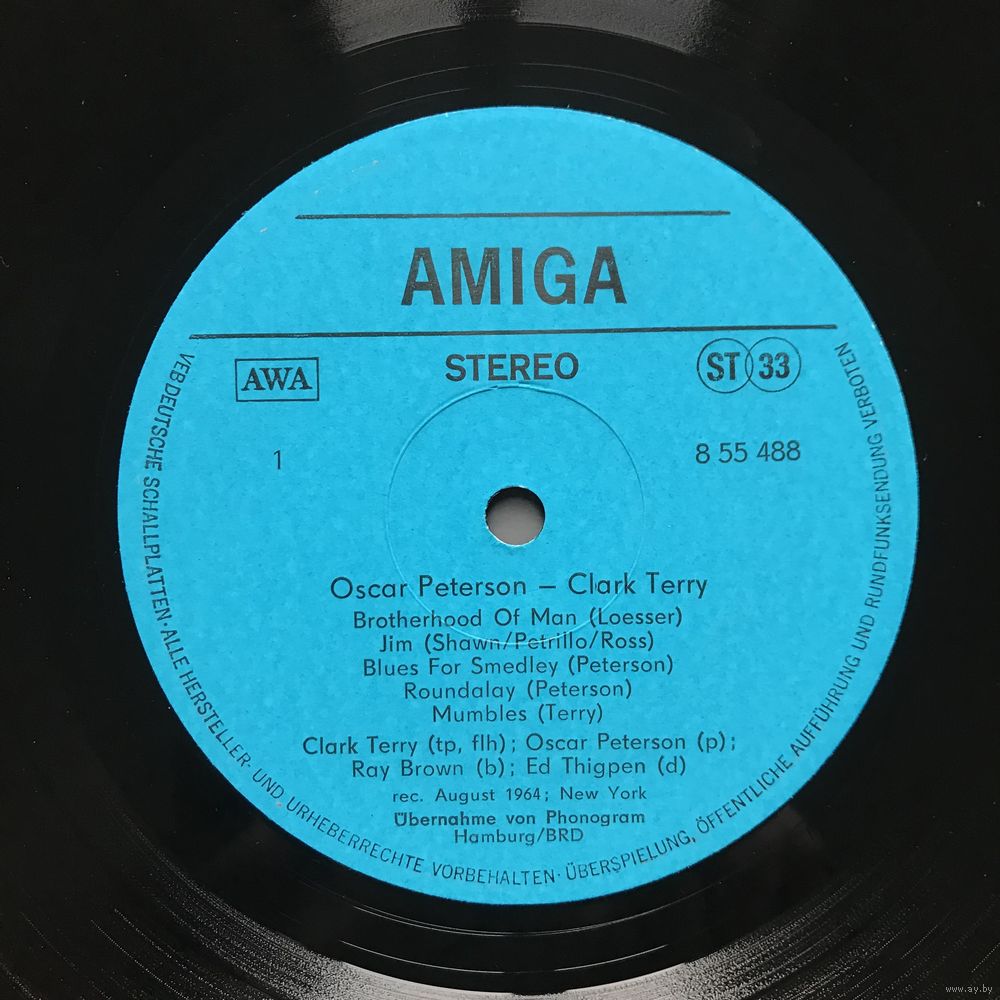 AMIGA
AWA
STEREO
ST 33
1
8 55 488
Oscar Peterson – Clark Terry
Brotherhood Of Man (Loesser)
Jim (Shawn/Petrillo/Ross)
Blues For Smedley (Peterson)
Roundalay (Peterson)
Mumbles (Terry)
Clark Terry (tp, flh) ; Oscar Peterson (p) ;
Ray Brown (b) ; Ed Thigpen (d)
rec. August 1964 ; New York
Übernahme von Phonogram
Hamburg/BRD
VEB DEUTSCHE SCHALLPLATTEN · ALLE HERSTELLER- UND URHEBERRECHTE VORBEHALTEN · ÜBERSPIELUNG, ÖFFENTLICHE AUFFÜHRUNG UND RUNDFUNKSENDUNG VERBOTEN
www.ay.by